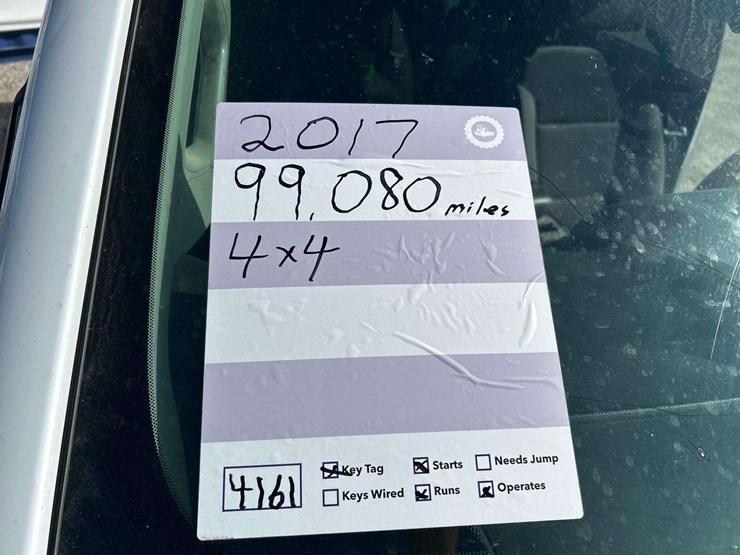 2017
99,080 miles
4x4
4161
Key Tag Starts Needs Jump
Keys Wired Runs Operates